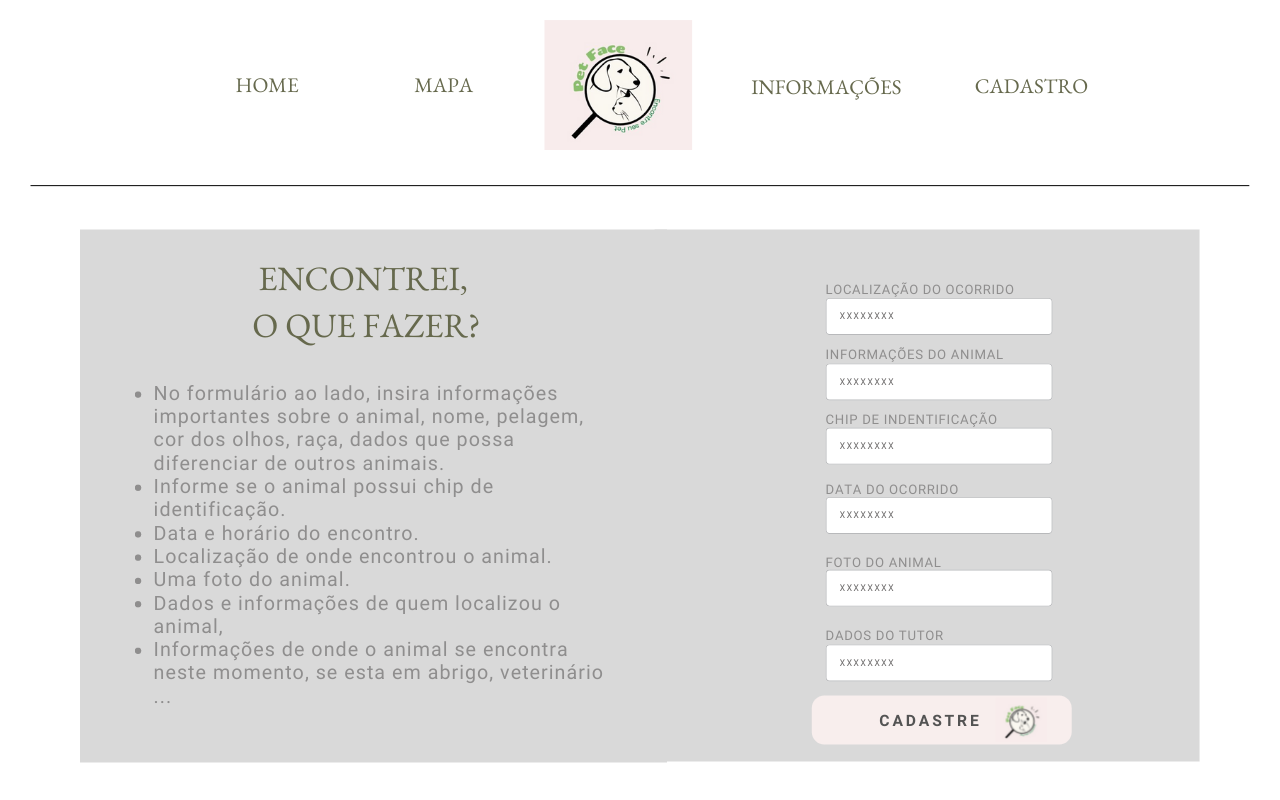 HOME
MAPA
Pet Face
Encontre seu Pet
INFORMAÇÕES
CADASTRO
ENCONTREI,
O QUE FAZER?
• No formulário ao lado, insira informações
importantes sobre o animal, nome, pelagem,
cor dos olhos, raça, dados que possa
diferenciar de outros animais.
• Informe se o animal possui chip de
identificação.
• Data e horário do encontro.
• Localização de onde encontrou o animal.
• Uma foto do animal.
• Dados e informações de quem localizou o
animal,
• Informações de onde o animal se encontra
neste momento, se esta em abrigo, veterinário
...
LOCALIZAÇÃO DO OCORRIDO
xxxxxxxx
INFORMAÇÕES DO ANIMAL
xxxxxxxx
CHIP DE INDENTIFICAÇÃO
xxxxxxxx
DATA DO OCORRIDO
xxxxxxxx
FOTO DO ANIMAL
xxxxxxxx
DADOS DO TUTOR
xxxxxxxx
CADASTRE